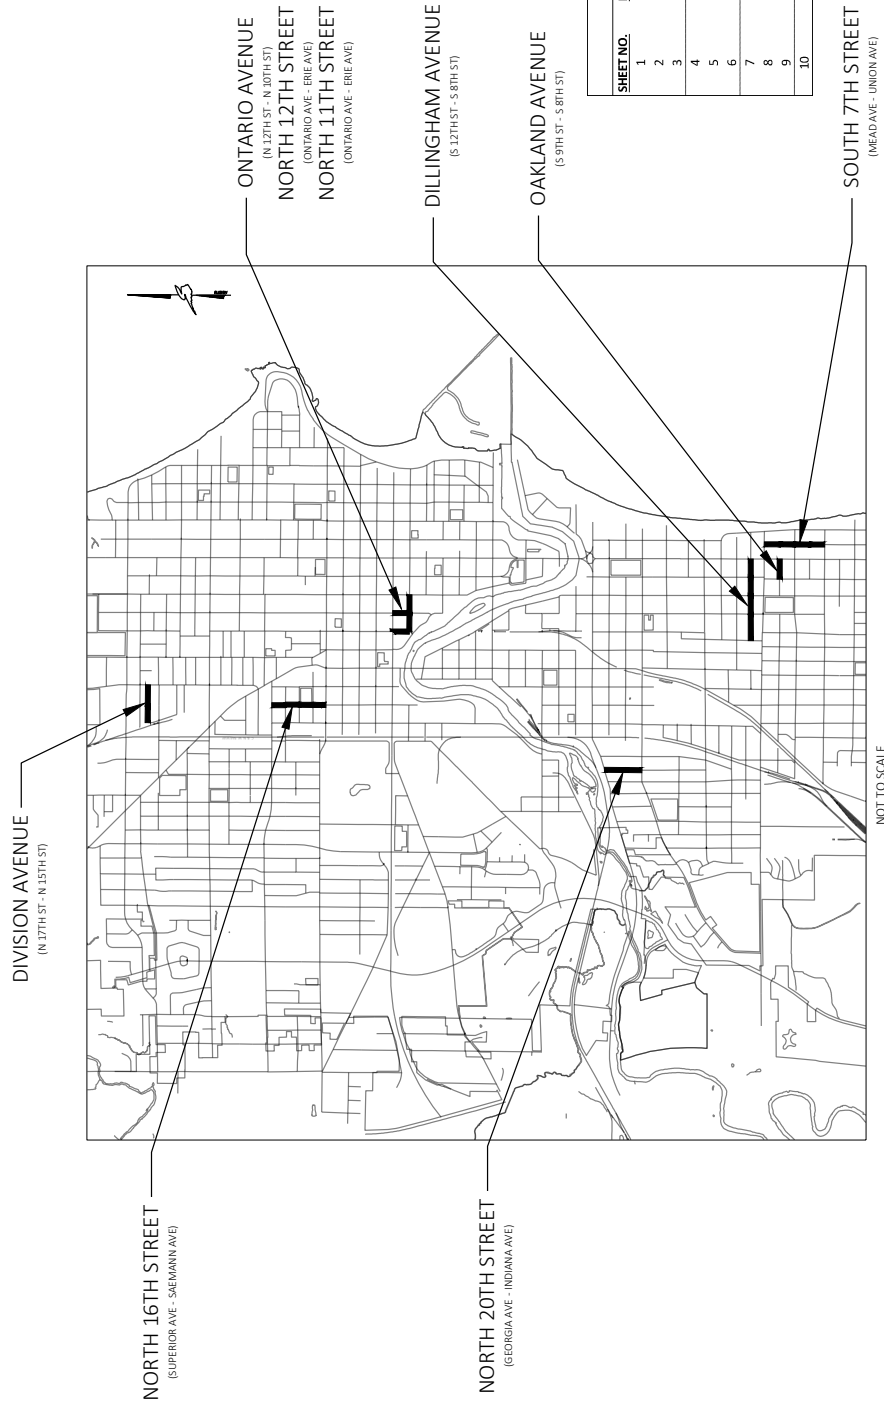 DIVISION AVENUE
(N 17TH ST - N 15TH ST)
NORTH 16TH STREET
(SUPERIOR AVE - SAEMANN AVE)
NORTH 20TH STREET
(GEORGIA AVE - INDIANA AVE)
ONTARIO AVENUE
(N 12TH ST - N 10TH ST)
NORTH 12TH STREET
(ONTARIO AVE - ERIE AVE)
NORTH 11TH STREET
(ONTARIO AVE - ERIE AVE)
DILLINGHAM AVENUE
(S 12TH ST - S 8TH ST)
OAKLAND AVENUE
(S 9TH ST - S 8TH ST)
SOUTH 7TH STREET
(MEAD AVE - UNION AVE)
SHEET NO.
1
2
3
4
5
6
7
8
9
10
NOT TO SCALE